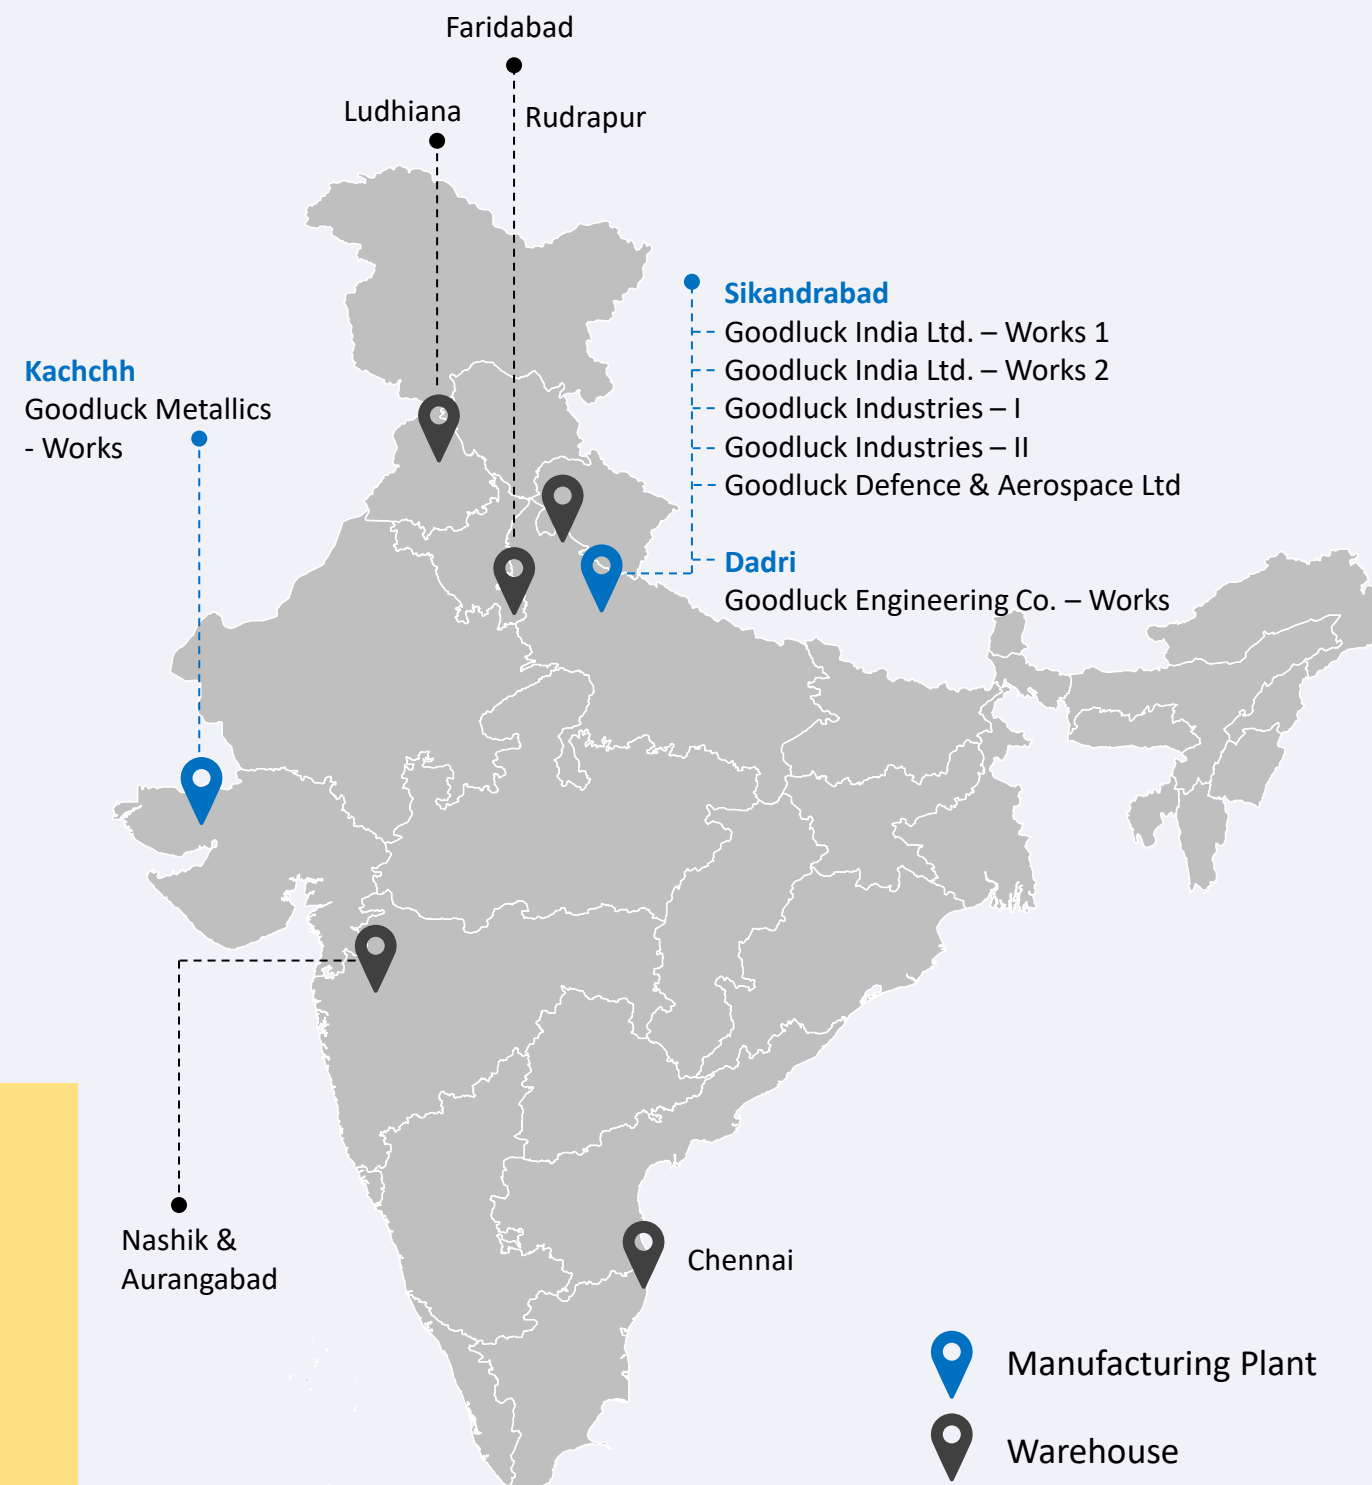 Faridabad
Ludhiana
Rudrapur
Sikandrabad
Goodluck India Ltd. – Works 1
Goodluck India Ltd. – Works 2
Goodluck Industries – I
Goodluck Industries – II
Goodluck Defence & Aerospace Ltd
Dadri
Goodluck Engineering Co. – Works
Kachchh
Goodluck Metallics
- Works
Nashik &
Aurangabad
Chennai
Manufacturing Plant
Warehouse